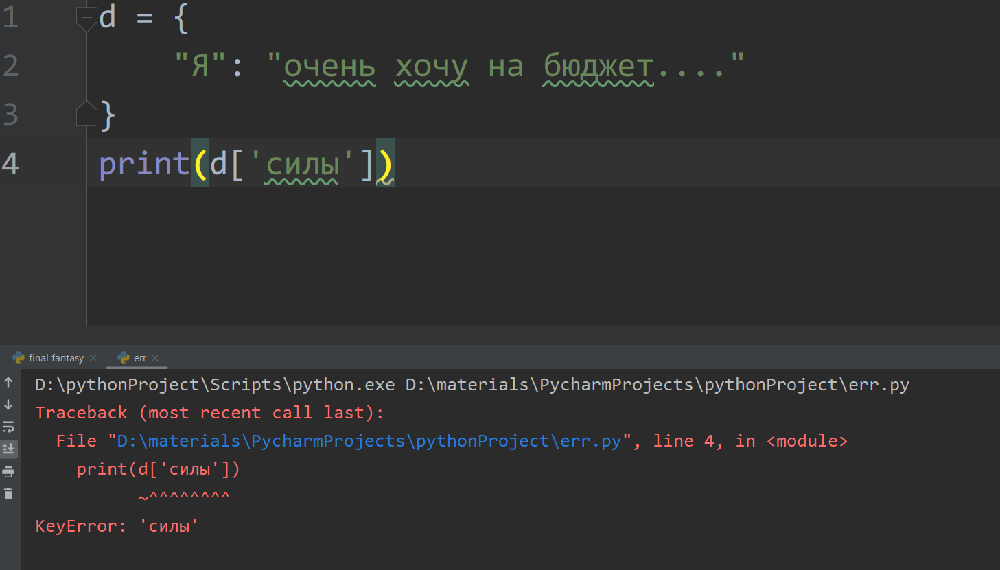 1 d = {
2 "Я": "очень хочу на бюджет...."
3 }
4 print(d['силы'])
final fantasy err
D:\pythonProject\Scripts\python.exe D:\materials\PycharmProjects\pythonProject\err.py
Traceback (most recent call last):
File "D:\materials\PycharmProjects\pythonProject\err.py", line 4, in <module>
print(d['силы'])
~^^^^^^^^
KeyError: 'силы'